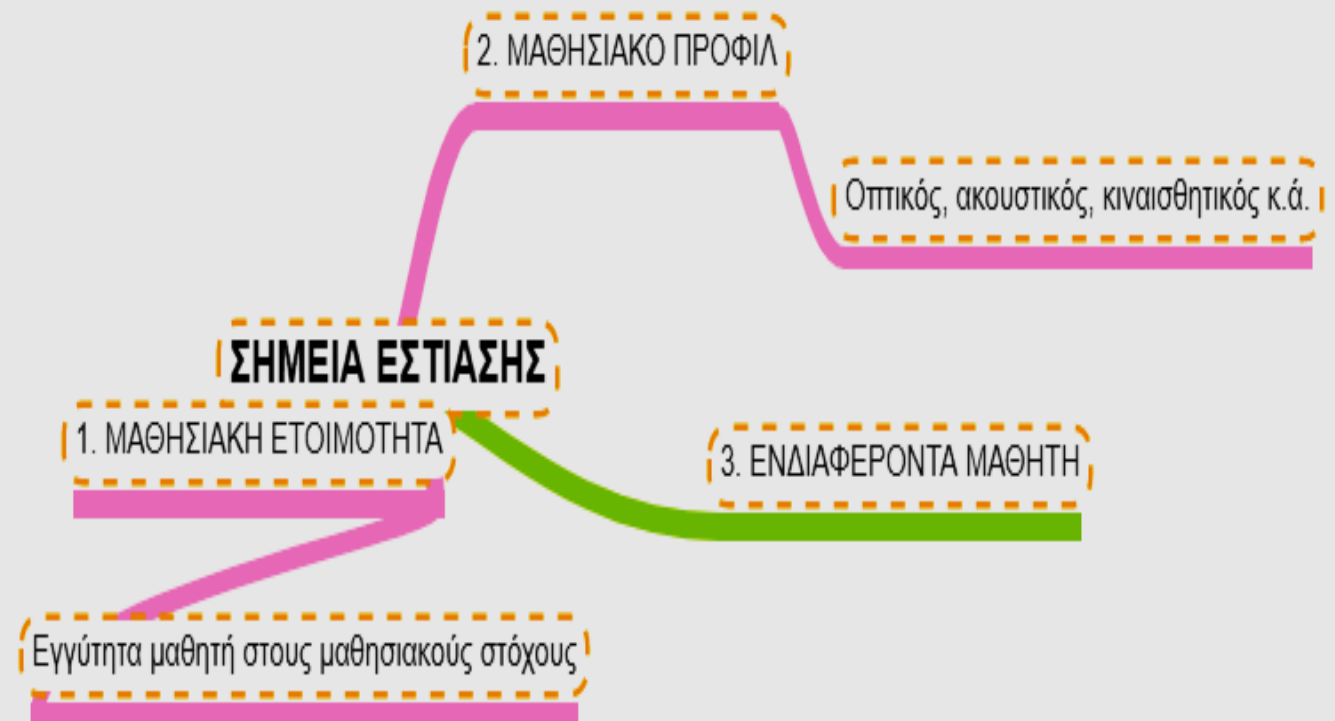 2. ΜΑΘΗΣΙΑΚΟ ΠΡΟΦΙΛ
Οπτικός, ακουστικός, κιναισθητικός κ.ά.
ΣΗΜΕΙΑ ΕΣΤΙΑΣΗΣ
1. ΜΑΘΗΣΙΑΚΗ ΕΤΟΙΜΟΤΗΤΑ
3. ΕΝΔΙΑΦΕΡΟΝΤΑ ΜΑΘΗΤΗ
Εγγύτητα μαθητή στους μαθησιακούς στόχους